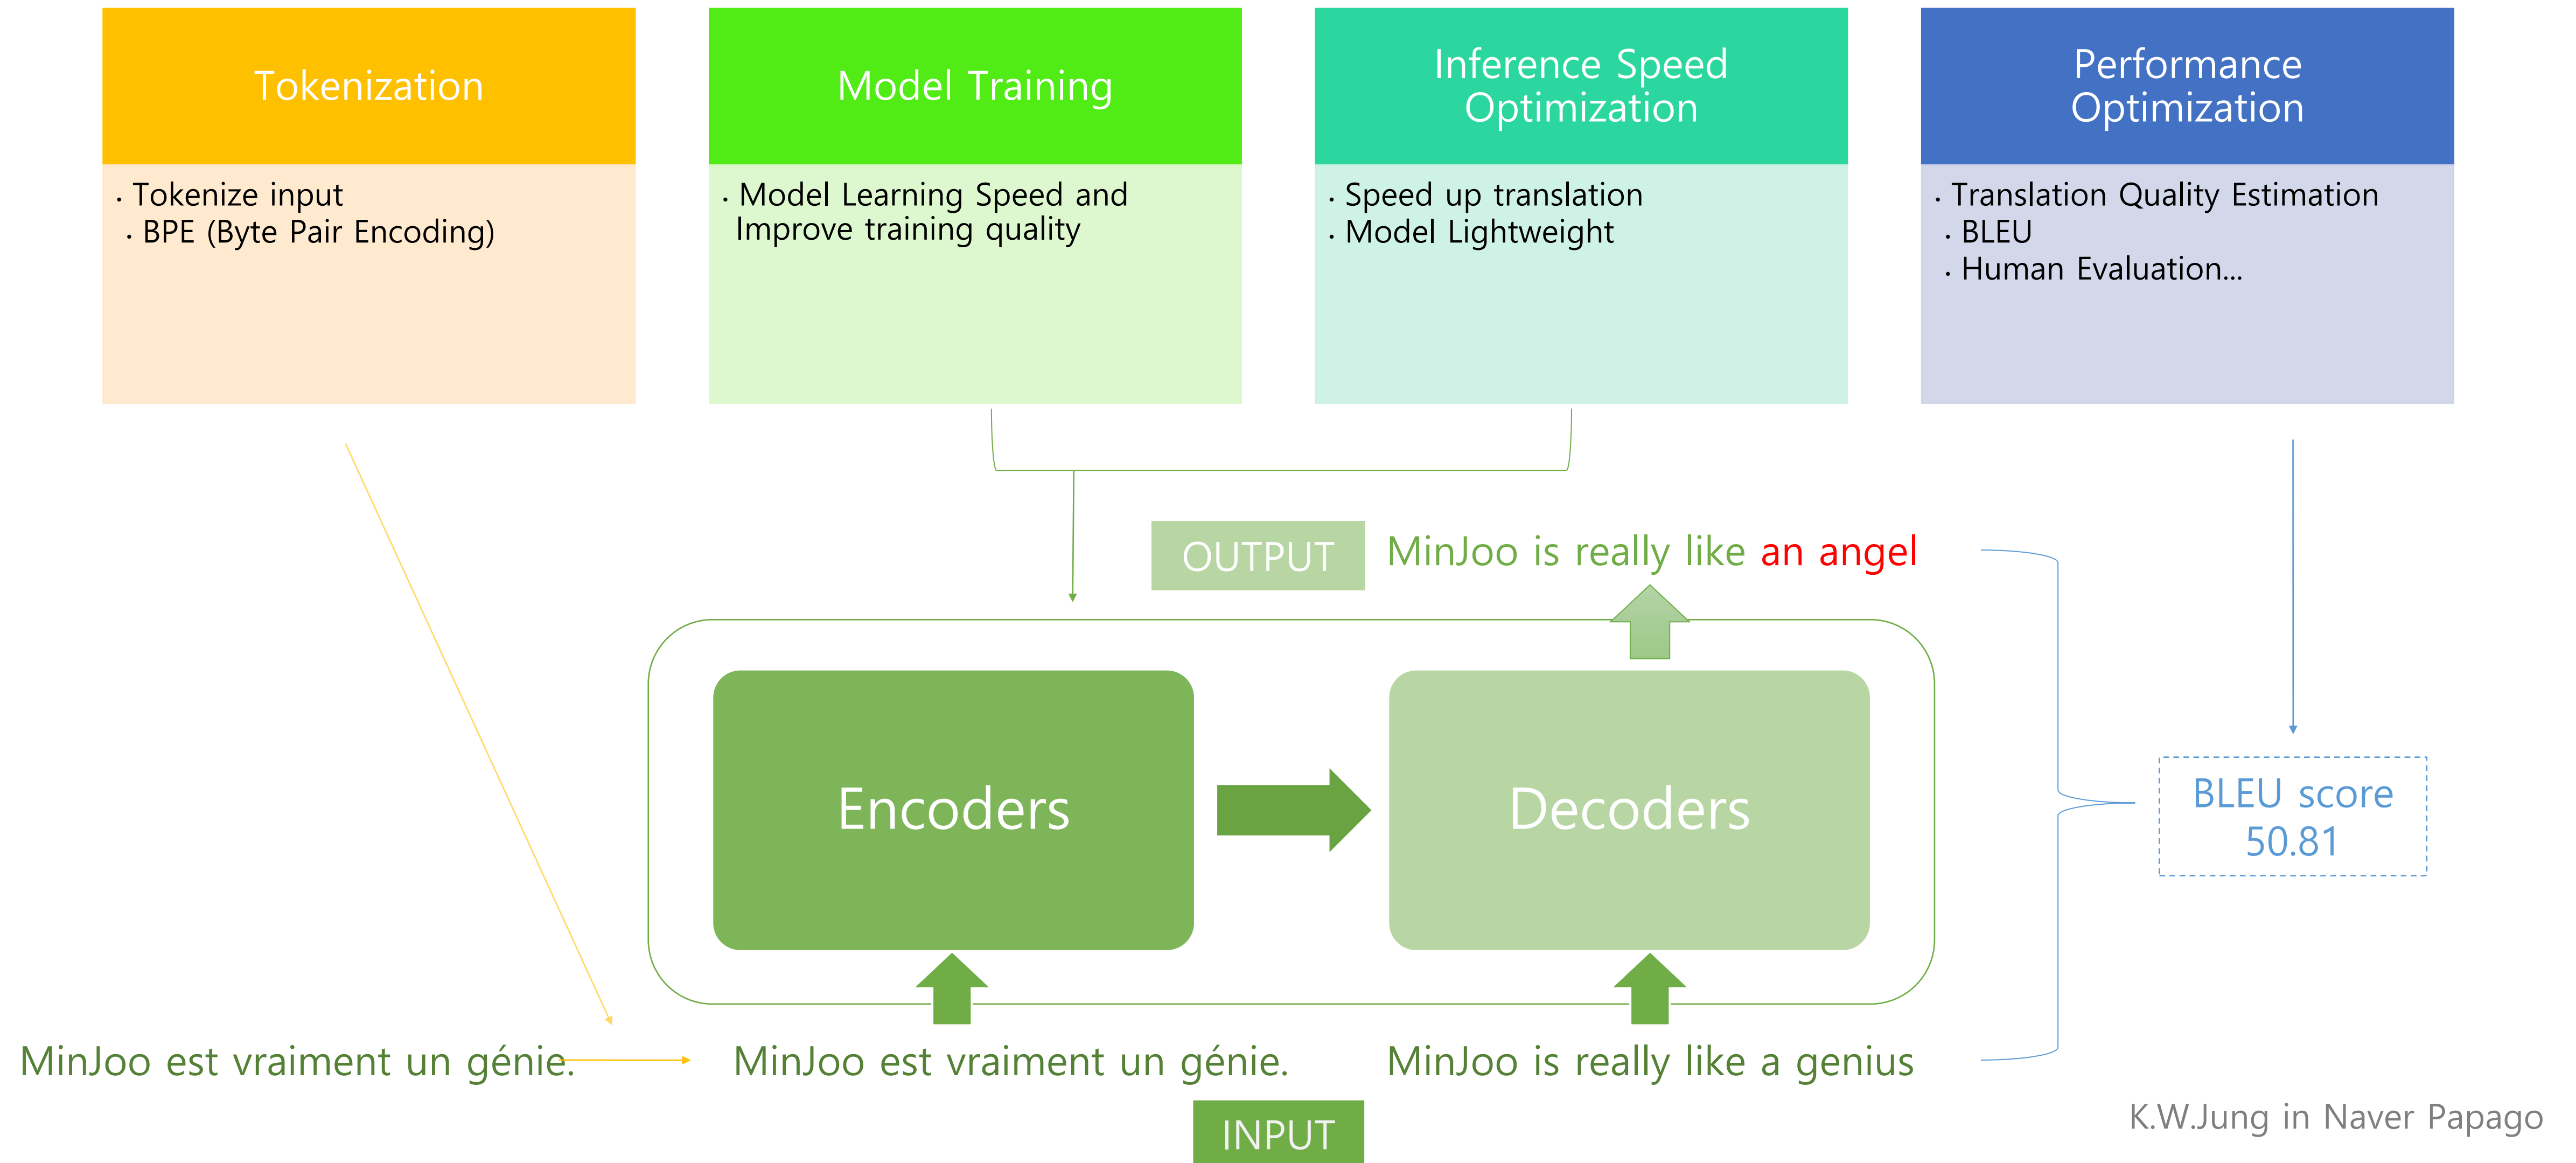 Tokenization
· Tokenize input
· BPE (Byte Pair Encoding)
Model Training
· Model Learning Speed and
Improve training quality
Inference Speed
Optimization
· Speed up translation
· Model Lightweight
Performance
Optimization
· Translation Quality Estimation
· BLEU
· Human Evaluation...
OUTPUT
MinJoo is really like an angel
Encoders
Decoders
BLEU score
50.81
MinJoo est vraiment un génie.
MinJoo est vraiment un génie.
MinJoo is really like a genius
INPUT
K.W.Jung in Naver Papago